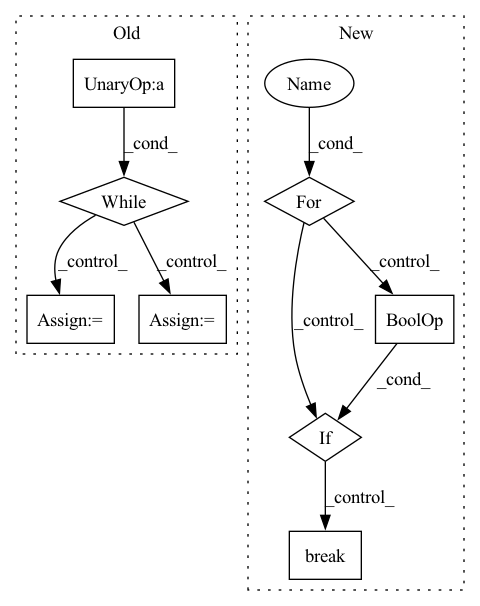 Old
New
UnaryOp:a
Name
_cond_
_cond_
While
For
_control_
_control_
_control_
_control_
Assign:=
Assign:=
BoolOp
_cond_
If
_control_
break